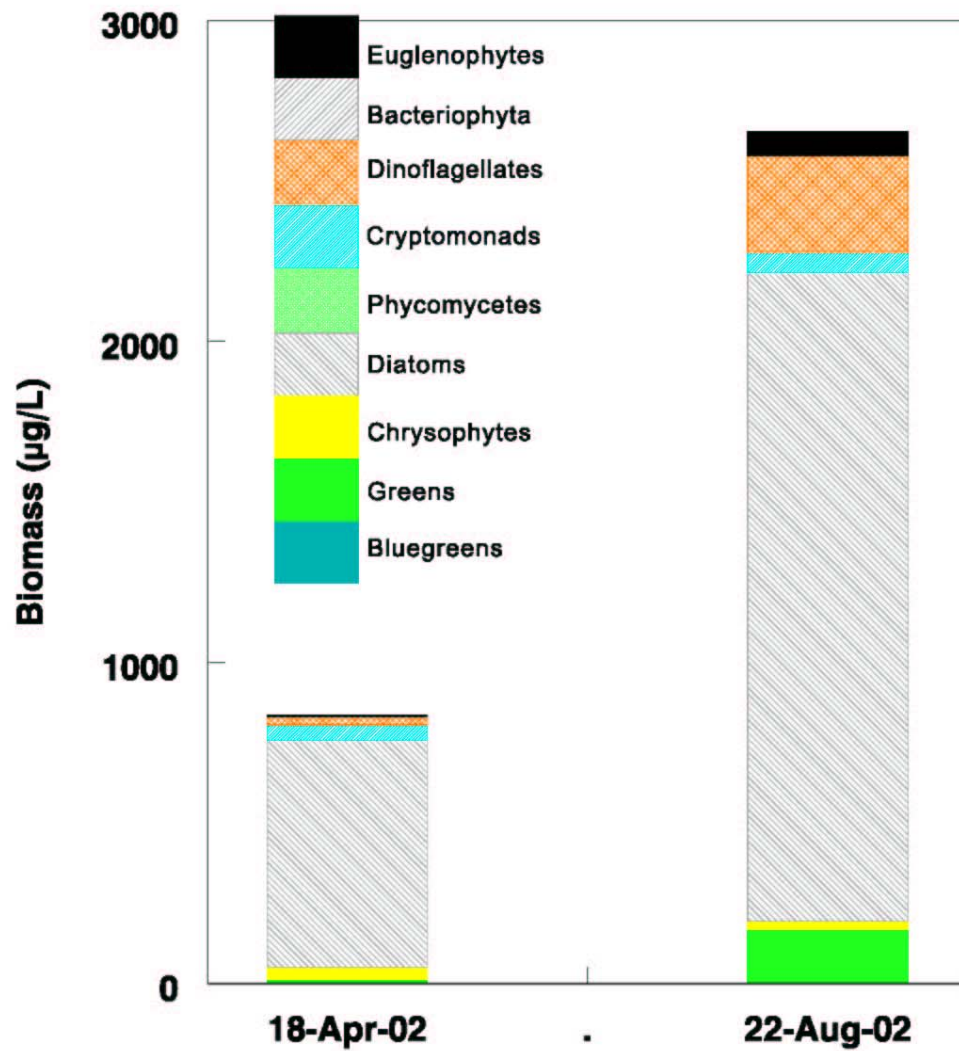 3000
Euglenophytes
Bacteriophyta
Dinoflagellates
Cryptomonads
Phycomycetes
2000
Diatoms
Chrysophytes
Greens
Bluegreens
Biomass (µg/L)
1000
0
18-Apr-02 . 22-Aug-02